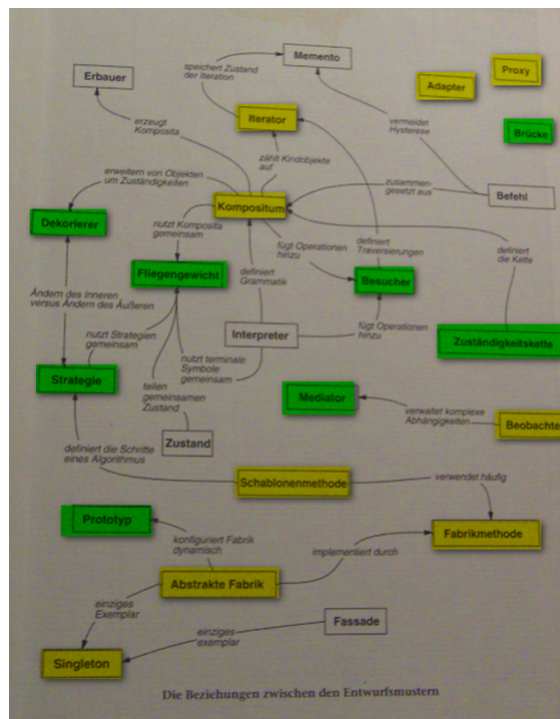 Memento
Proxy
Erbauer
speichert Zustand
der Iteration
Adapter
Iterator
vermeidet
Hysterese
Brücke
erzeugt
Komposita
zählt Kindobjekte
auf
erweitern von Objekten
um Zuständigkeiten
zusammen-
gesetzt aus
Befehl
Kompositum
Dekorierer
nutzt Komposita
gemeinsam
fügt Operationen
hinzu
definiert
Traversierungen
definiert
die Kette
Fliegengewicht
definiert
Grammatik
Besucher
Ändern des Inneren
versus Ändern des Äußeren
nutzt Strategien
gemeinsam
Interpreter
fügt Operationen
hinzu
Zuständigkeitskette
nutzt terminale
Symbole
gemeinsam
Strategie
teilen
gemeinsamen
Zustand
Mediator
verwaltet komplexe
Abhängigkeiten
Beobachte
Zustand
definiert die Schritte
eines Algorithmus
Schablonenmethode
verwendet häufig
Prototyp
Fabrikmethode
konfiguriert Fabrik
dynamisch
implementiert durch
Abstrakte Fabrik
einziges
Exemplar
Fassade
einziges
exemplar
Singleton
Die Beziehungen zwischen den Entwurfsmustern